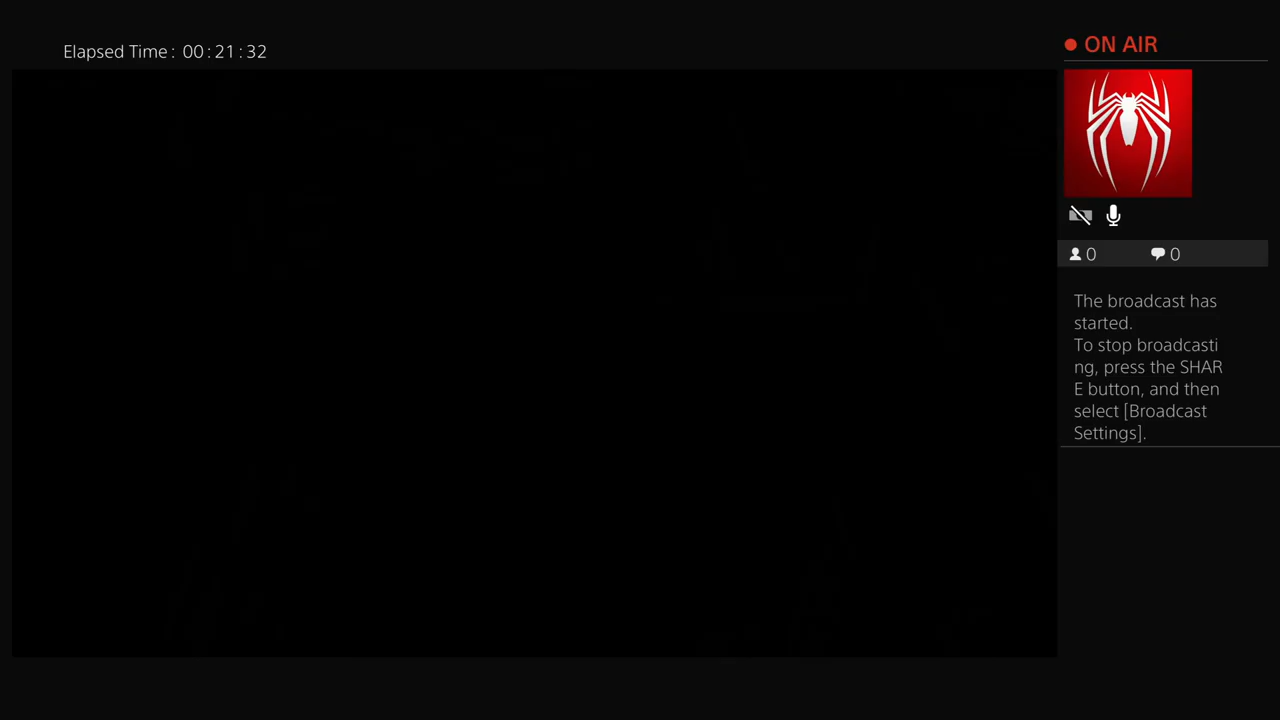 Elapsed Time: 00:21:32
ON AIR
0
0
The broadcast has
started.
To stop broadcasti
ng, press the SHAR
E button, and then
select [Broadcast
Settings].